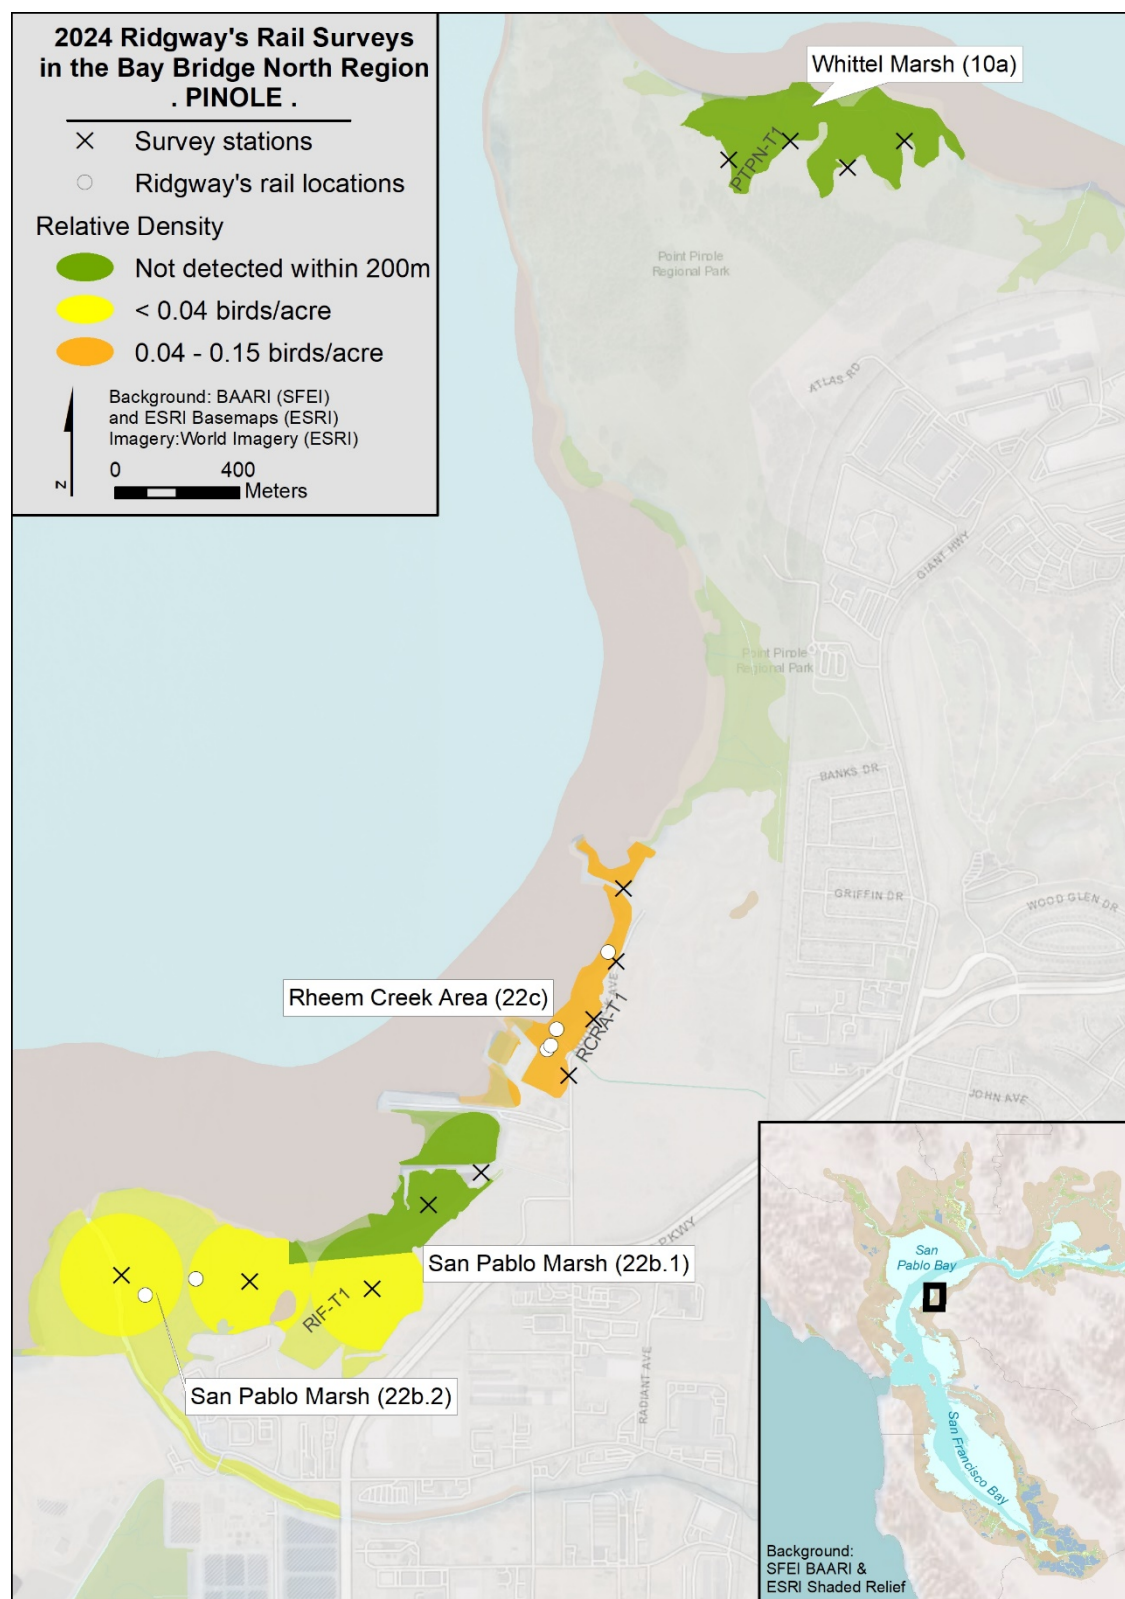 2024 Ridgway's Rail Surveys
in the Bay Bridge North Region
. PINOLE .
Survey stations
Ridgway's rail locations
Relative Density
Not detected within 200m
< 0.04 birds/acre
0.04 - 0.15 birds/acre
Background: BAARI (SFEI)
and ESRI Basemaps (ESRI)
Imagery:World Imagery (ESRI)
N
0 400
Meters
Whittel Marsh (10a)
PTPN-T1
Point Pinole
Regional Park
ATLAS RD
GIANT HWY
Point Pinole
Regional Park
BANKS DR
GRIFFIN DR
WOOD GLEN DR
Rheem Creek Area (22c)
AVE
RCRA-T1
JOHN AVE
PKWY
San Pablo Marsh (22b.1)
RIF-T1
San Pablo Marsh (22b.2)
RADIANT AVE
San
Pablo Bay
San Francisco Bay
Background:
SFEI BAARI &
ESRI Shaded Relief